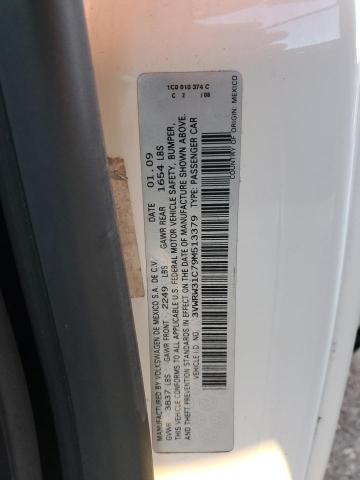 MANUFACTURED BY VOLKSWAGEN DE MEXICO S.A. DE C.V. DATE 01.09
GVWR 3837 LBS GAWR FRONT 2249 LBS GAWR REAR 1654 LBS
THIS VEHICLE CONFORMS TO ALL APPLICABLE U.S. FEDERAL MOTOR VEHICLE SAFETY, BUMPER,
AND THEFT PREVENTION STANDARDS IN EFFECT ON THE DATE OF MANUFACTURE SHOWN ABOVE.
VEHICLE I.D. NO. 3VWRW31C79M513379 TYPE: PASSENGER CAR
COUNTRY OF ORIGIN: MEXICO
1C0 010 374 C
C 2 /08